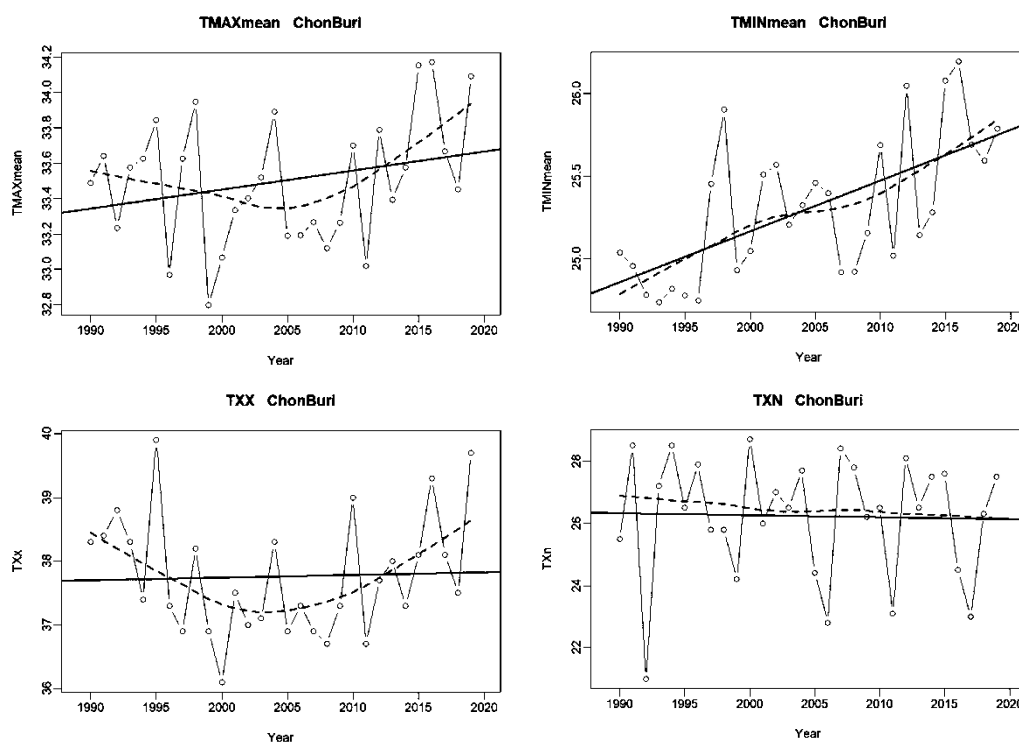 TMAXmean ChonBuri
TMAXmean
34.2
34.0
33.8
33.6
33.4
33.2
33.0
32.8
1990 1995 2000 2005 2010 2015 2020
Year
TMINmean ChonBuri
TMINmean
26.0
25.5
25.0
1990 1995 2000 2005 2010 2015 2020
Year
TXX ChonBuri
TXx
40
39
38
37
36
1990 1995 2000 2005 2010 2015 2020
Year
TXN ChonBuri
TXn
28
26
24
22
1990 1995 2000 2005 2010 2015 2020
Year